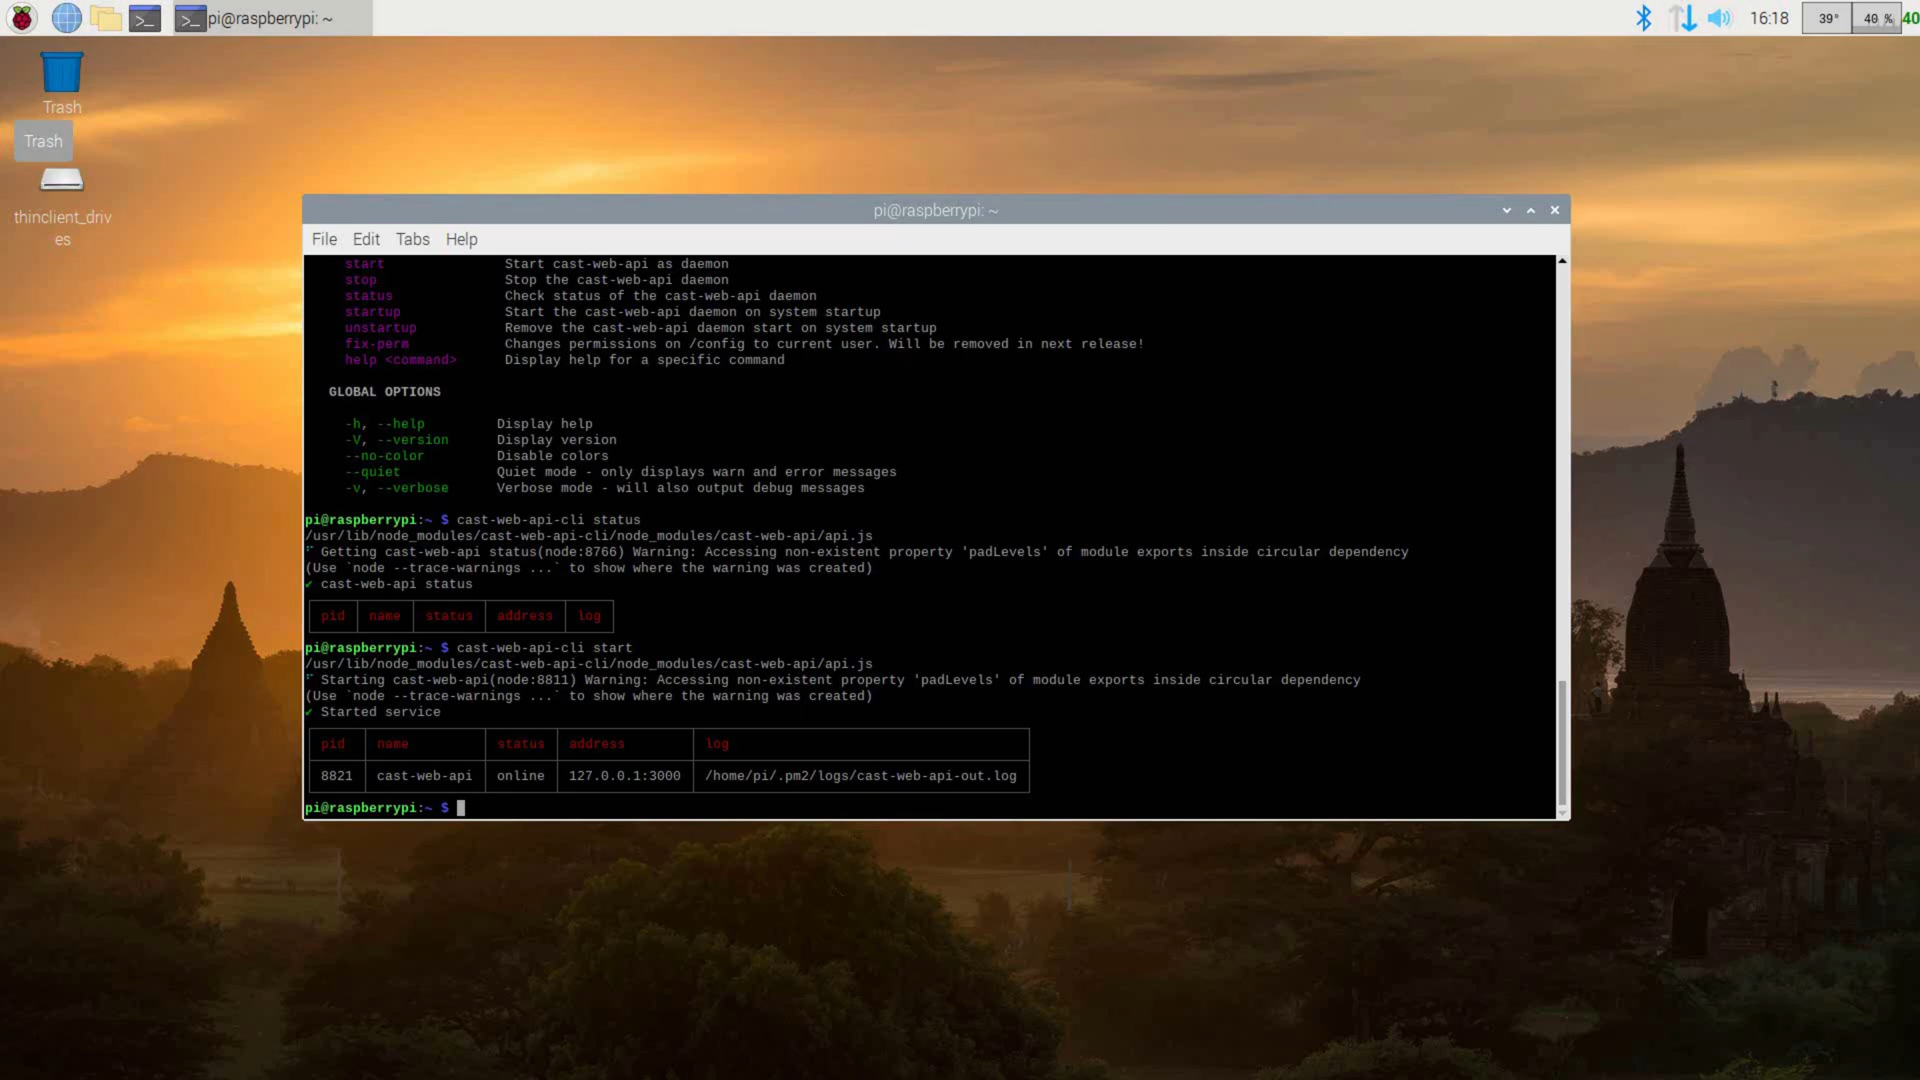 pi@raspberrypi: ~
16:18
39°
40 %
40
Trash
Trash
thinclient_driv
es
pi@raspberrypi: ~
File Edit Tabs Help
start Start cast-web-api as daemon
stop Stop the cast-web-api daemon
status Check status of the cast-web-api daemon
startup Start the cast-web-api daemon on system startup
unstartup Remove the cast-web-api daemon start on system startup
fix-perm Changes permissions on /config to current user. Will be removed in next release!
help <command> Display help for a specific command
GLOBAL OPTIONS
-h, --help Display help
-V, --version Display version
--no-color Disable colors
--quiet Quiet mode - only displays warn and error messages
-v, --verbose Verbose mode - will also output debug messages
pi@raspberrypi:~ $ cast-web-api-cli status
/usr/lib/node_modules/cast-web-api-cli/node_modules/cast-web-api/api.js
Getting cast-web-api status(node:8766) Warning: Accessing non-existent property 'padLevels' of module exports inside circular dependency
(Use `node --trace-warnings ...` to show where the warning was created)
✔ cast-web-api status
pid name status address log
pi@raspberrypi:~ $ cast-web-api-cli start
/usr/lib/node_modules/cast-web-api-cli/node_modules/cast-web-api/api.js
Starting cast-web-api(node:8811) Warning: Accessing non-existent property 'padLevels' of module exports inside circular dependency
(Use `node --trace-warnings ...` to show where the warning was created)
✔ Started service
pid name status address log
8821 cast-web-api online 127.0.0.1:3000 /home/pi/.pm2/logs/cast-web-api-out.log
pi@raspberrypi:~ $